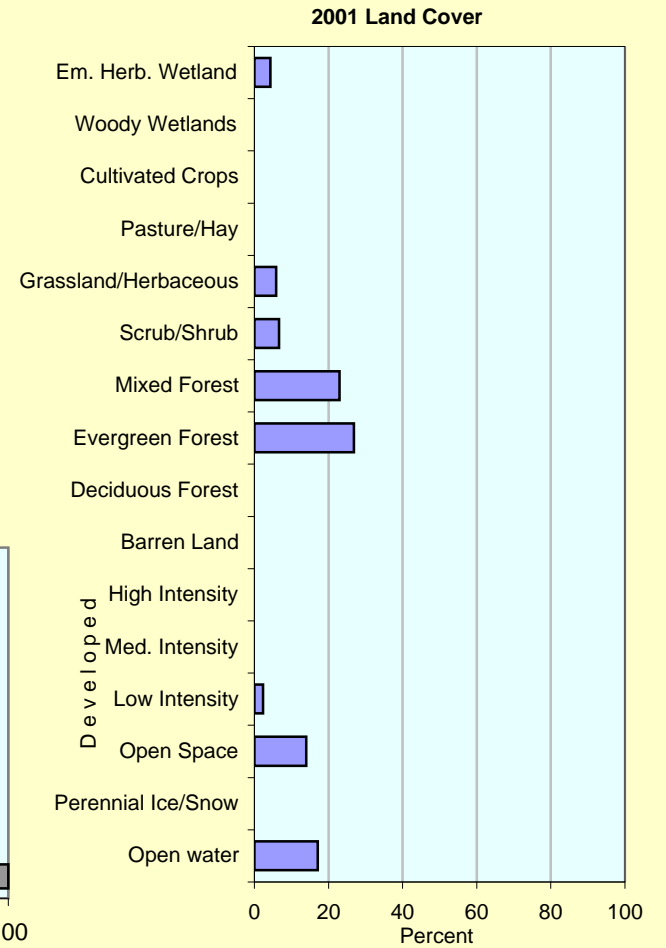 2001 Land Cover
Em. Herb. Wetland
Woody Wetlands
Cultivated Crops
Pasture/Hay
Grassland/Herbaceous
Scrub/Shrub
Mixed Forest
Evergreen Forest
Deciduous Forest
Barren Land
Developed
High Intensity
Med. Intensity
Low Intensity
Open Space
Perennial Ice/Snow
Open water
0 20 40 60 80 100
Percent
00